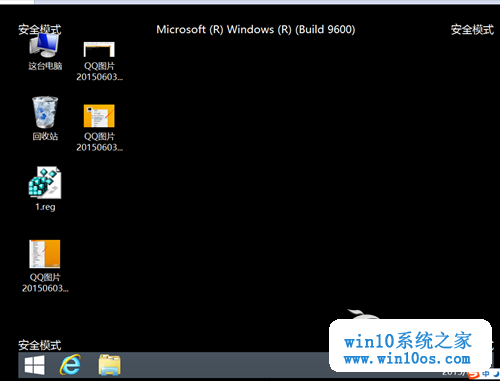 安全模式
Microsoft (R) Windows (R) (Build 9600)
安全模式
这台电脑
QQ图片
20150603...
回收站
QQ图片
20150603...
1.reg
QQ图片
20150603...
安全模式
win10系统之家
www.win10os.com
中